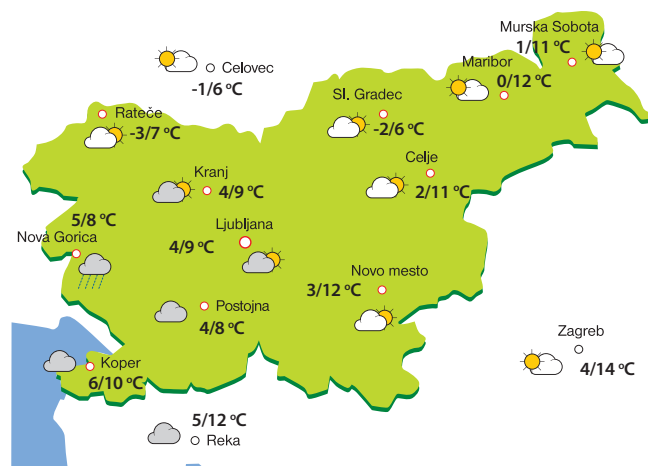 Murska Sobota
1/11 °C
Maribor
0/12 °C
Celovec
-1/6 °C
Sl. Gradec
-2/6 °C
Rateče
-3/7 °C
Celje
2/11 °C
Kranj
4/9 °C
5/8 °C
Nova Gorica
Ljubljana
4/9 °C
Novo mesto
3/12 °C
Postojna
4/8 °C
Zagreb
4/14 °C
Koper
6/10 °C
5/12 °C
Reka